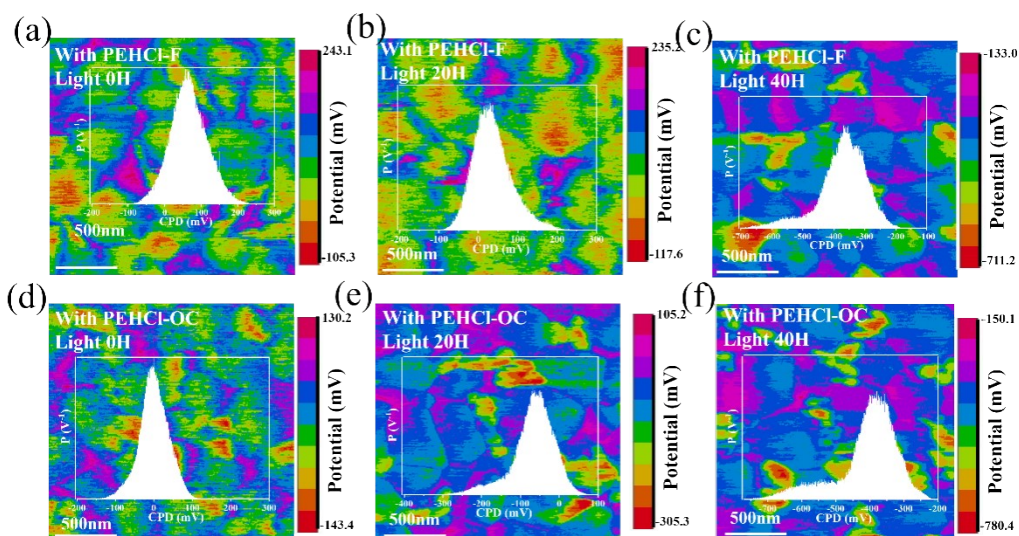 (a)
With PEHCl-F
Light 0H
P (V⁻¹)
-200 -100 0 100 200 300
CPD (mV)
500nm
243.1
Potential (mV)
-105.3
(b)
With PEHCl-F
Light 20H
P (V⁻¹)
-200 -100 0 100 200 300
CPD (mV)
500nm
235.2
Potential (mV)
-117.6
(c)
With PEHCl-F
Light 40H
P (V⁻¹)
-700 -600 -500 -400 -300 -200 -100
CPD (mV)
500nm
-133.0
Potential (mV)
-711.2
(d)
With PEHCl-OC
Light 0H
P (V⁻¹)
-200 -100 0 100 200 300
CPD (mV)
500nm
130.2
Potential (mV)
-143.4
(e)
With PEHCl-OC
Light 20H
P (V⁻¹)
-400 -300 -200 -100 0 100
CPD (mV)
500nm
105.2
Potential (mV)
-305.3
(f)
With PEHCl-OC
Light 40H
P (V⁻¹)
-800 -700 -600 -500 -400 -300 -200
CPD (mV)
500nm
-150.1
Potential (mV)
-780.4